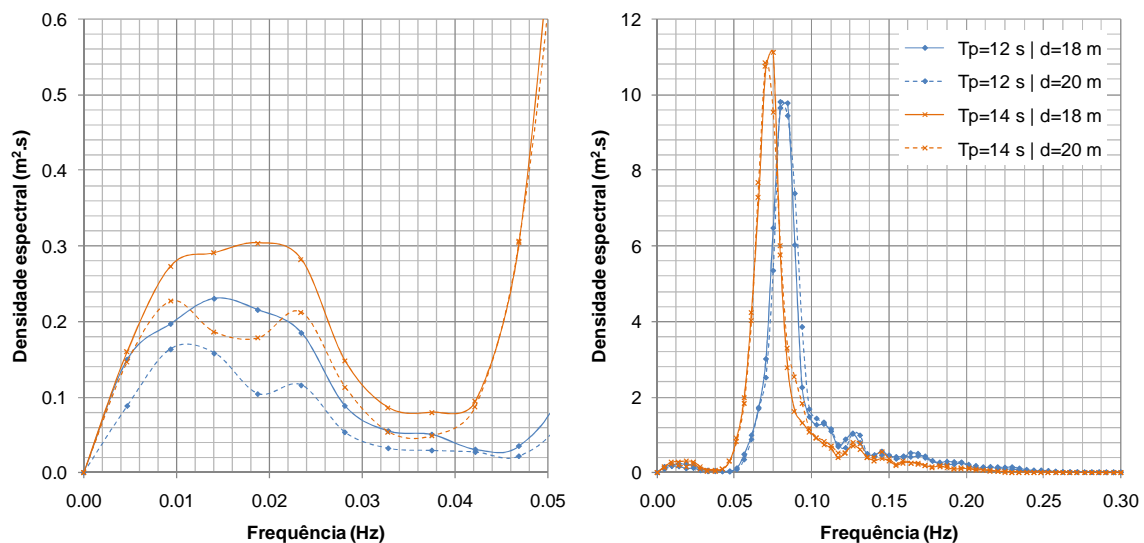 Densidade espectral (m².s)
0.6
0.5
0.4
0.3
0.2
0.1
0.0
0.00 0.01 0.02 0.03 0.04 0.05
Frequência (Hz)
Densidade espectral (m².s)
12
10
8
6
4
2
0
0.00 0.05 0.10 0.15 0.20 0.25 0.30
Frequência (Hz)
Tp=12 s | d=18 m
Tp=12 s | d=20 m
Tp=14 s | d=18 m
Tp=14 s | d=20 m